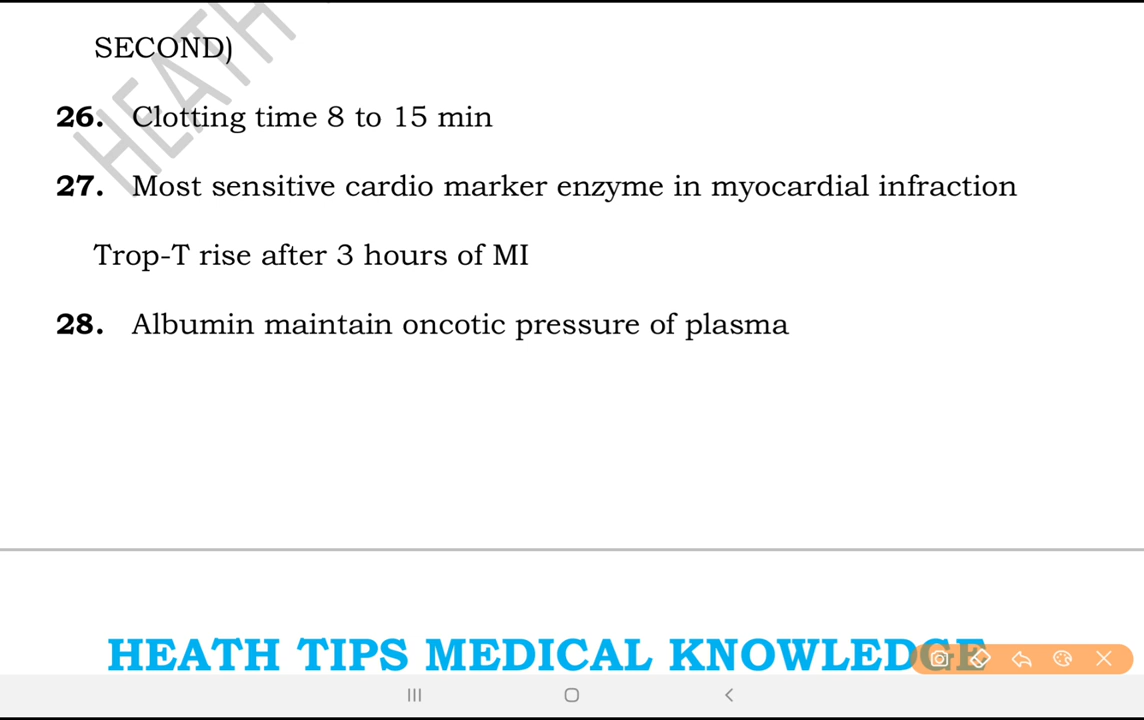 SECOND)
26. Clotting time 8 to 15 min
27. Most sensitive cardio marker enzyme in myocardial infraction
Trop-T rise after 3 hours of MI
28. Albumin maintain oncotic pressure of plasma
HEATH TIPS MEDICAL KNOWLEDGE
HEATH